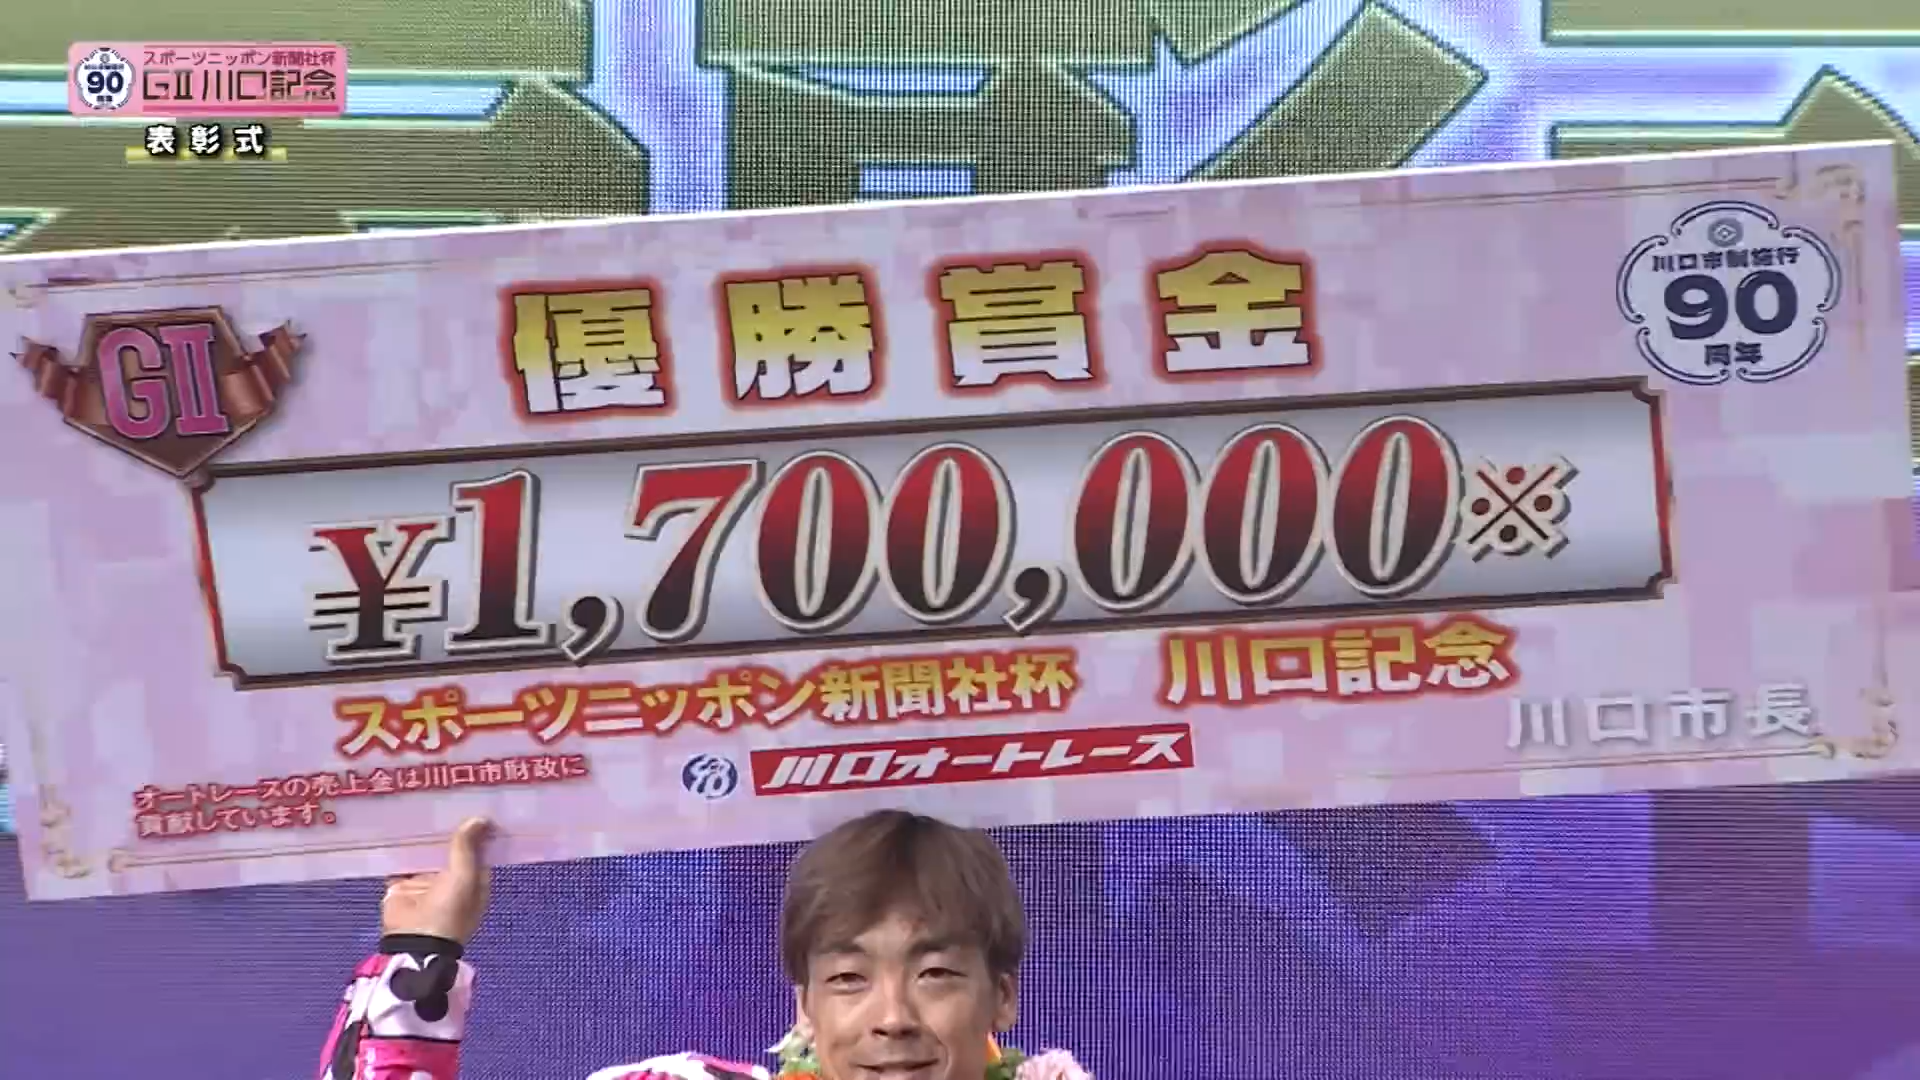 スポーツニッポン新聞社杯
90
GⅡ川口記念
表彰式
川口市制施行
90
周年
GⅡ
優勝賞金
¥1,700,000※
スポーツニッポン新聞社杯 川口記念
川口市長
川口オートレース
オートレースの売上金は川口市財政に
貢献しています。